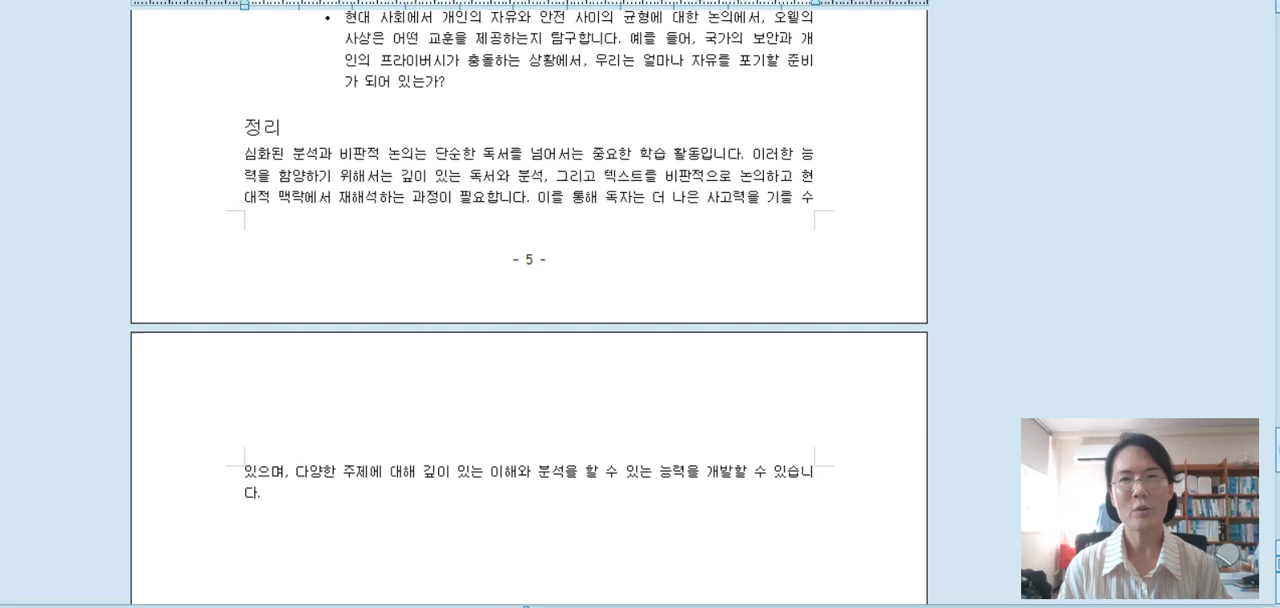 • 현대 사회에서 개인의 자유와 안전 사이의 균형에 대한 논의에서, 오웰의
사상은 어떤 교훈을 제공하는지 탐구합니다. 예를 들어, 국가의 보안과 개
인의 프라이버시가 충돌하는 상황에서, 우리는 얼마나 자유를 포기할 준비
가 되어 있는가?
정리
심화된 분석과 비판적 논의는 단순한 독서를 넘어서는 중요한 학습 활동입니다. 이러한 능
력을 함양하기 위해서는 깊이 있는 독서와 분석, 그리고 텍스트를 비판적으로 논의하고 현
대적 맥락에서 재해석하는 과정이 필요합니다. 이를 통해 독자는 더 나은 사고력을 기를 수
- 5 -
있으며, 다양한 주제에 대해 깊이 있는 이해와 분석을 할 수 있는 능력을 개발할 수 있습니
다.